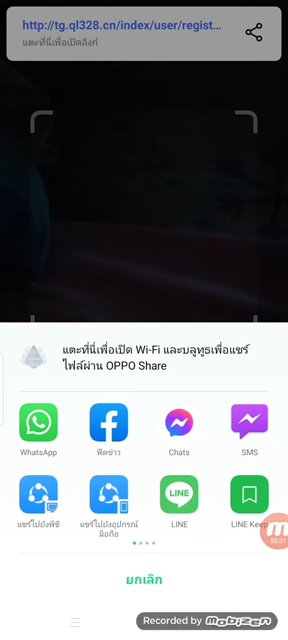 http://tg.ql328.cn/index/user/regist...
แตะที่นี่เพื่อเปิดลิงก์
แตะที่นี่เพื่อเปิด Wi-Fi และบลูทูธเพื่อแชร์
ไฟล์ผ่าน OPPO Share
WhatsApp
ฟีดข่าว
Chats
SMS
แชร์ไปยังพีซี
แชร์ไปยังอุปกรณ์
มือถือ
LINE
LINE Keep
59:21
ยกเลิก
Recorded by mobizen